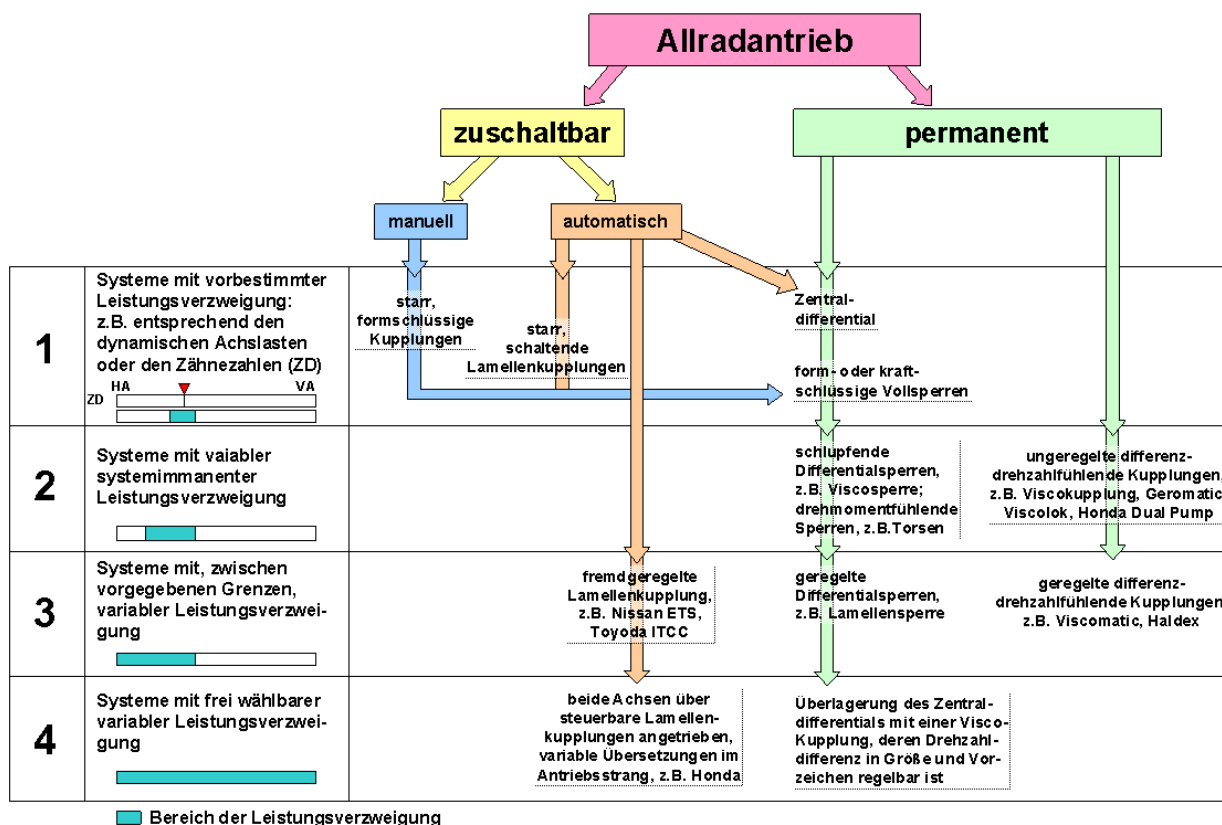 Allradantrieb
zuschaltbar
permanent
manuell
automatisch
1
Systeme mit vorbestimmter
Leistungsverzweigung:
z.B. entsprechend den
dynamischen Achslasten
oder den Zähnezahlen (ZD)
HA
VA
ZD
starr,
formschlüssige
Kupplungen
starr,
schaltende
Lamellenkupplungen
Zentral-
differential
form- oder kraft-
schlüssige Vollsperren
2
Systeme mit vaiabler
systemimmanenter
Leistungsverzweigung
schlupfende
Differentialsperren,
z.B. Viscosperre;
drehmomentfühlende
Sperren, z.B.Torsen
ungeregelte differenz-
drehzahlfühlende Kupplungen,
z.B. Viscokupplung, Geromatic
Viscolok, Honda Dual Pump
3
Systeme mit, zwischen
vorgegebenen Grenzen,
variabler Leistungsverzwei-
gung
fremdgeregelte
Lamellenkupplung,
z.B. Nissan ETS,
Toyoda ITCC
geregelte
Differentialsperren,
z.B. Lamellensperre
geregelte differenz-
drehzahlfühlende Kupplungen
z.B. Viscomatic, Haldex
4
Systeme mit frei wählbarer
variabler Leistungsverzwei-
gung
beide Achsen über
steuerbare Lamellen-
kupplungen angetrieben,
variable Übersetzungen im
Antriebsstrang, z.B. Honda
Überlagerung des Zentral-
differentials mit einer Visco-
Kupplung, deren Drehzahl-
differenz in Größe und Vor-
zeichen regelbar ist
Bereich der Leistungsverzweigung